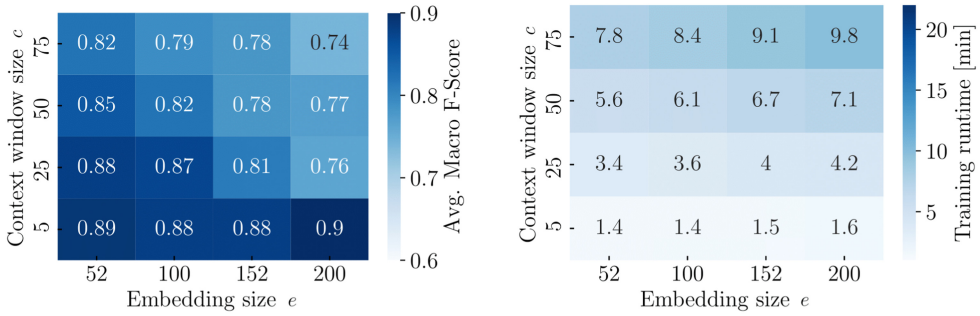 Context window size c
75
50
25
5
0.82 0.79 0.78 0.74
0.85 0.82 0.78 0.77
0.88 0.87 0.81 0.76
0.89 0.88 0.88 0.9
52 100 152 200
Embedding size e
0.9
0.8
0.7
0.6
Avg. Macro F-Score
Context window size c
75
50
25
5
7.8 8.4 9.1 9.8
5.6 6.1 6.7 7.1
3.4 3.6 4 4.2
1.4 1.4 1.5 1.6
52 100 152 200
Embedding size e
20
15
10
5
Training runtime [min]